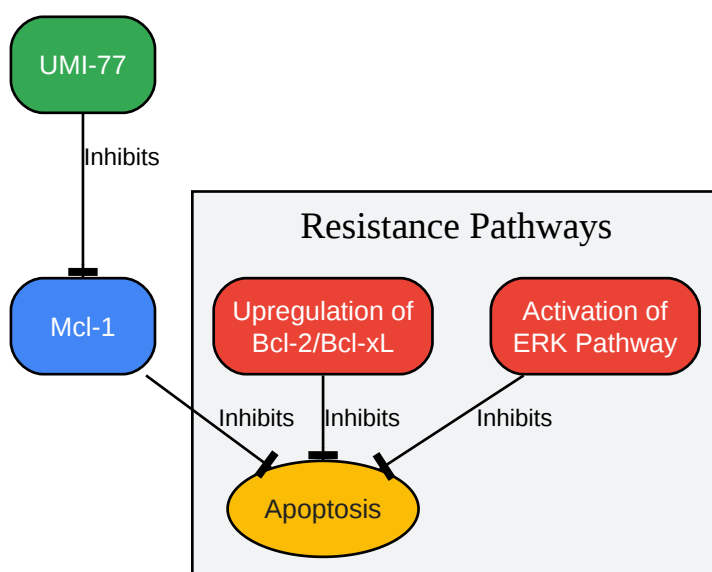 UMI-77
Inhibits
Resistance Pathways
Mcl-1
Upregulation of
Bcl-2/Bcl-xL
Activation of
ERK Pathway
Inhibits
Inhibits
Inhibits
Apoptosis